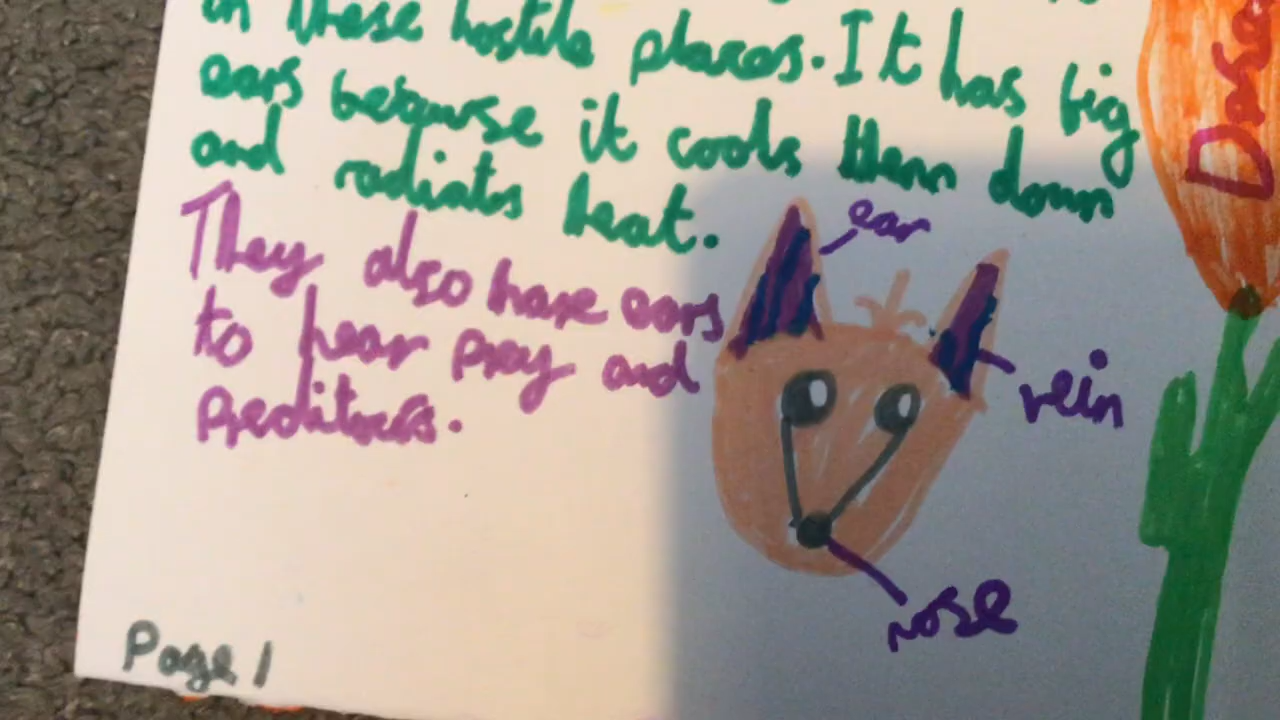 in these hostile places. It has big
ears because it cools them down
and radiats heat.
They also have ears
to hear prey and
Preditors.
ear
vein
nose
Page 1